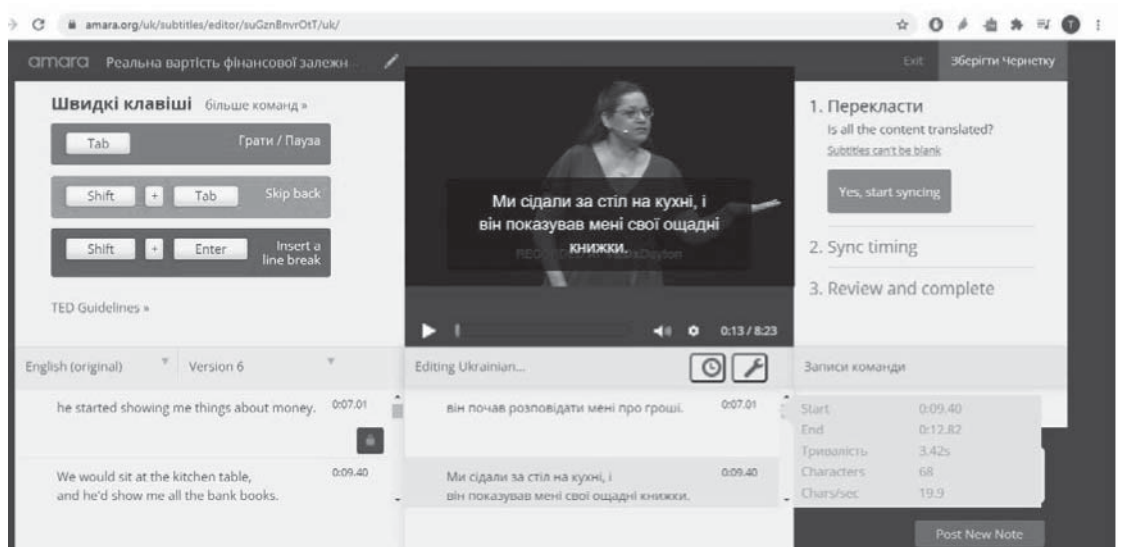 amara.org/uk/subtitles/editor/suGznBnvrOtT/uk/
amara Реальна вартість фінансової залежн
Exit Зберігти Чернетку
Швидкі клавіші більше команд »
Tab Грати / Пауза
Shift + Tab Skip back
Shift + Enter Insert a
line break
TED Guidelines »
Ми сідали за стіл на кухні, і
він показував мені свої ощадні
книжки.
0:13 / 8:23
1. Перекласти
Is all the content translated?
Subtitles can't be blank
Yes, start syncing
2. Sync timing
3. Review and complete
English (original) Version 6
he started showing me things about money. 0:07.01
We would sit at the kitchen table, 0:09.40
and he'd show me all the bank books.
Editing Ukrainian...
він почав розповідати мені про гроші. 0:07.01
Ми сідали за стіл на кухні, і 0:09.40
він показував мені свої ощадні книжки.
Записи команди
Start 0:09.40
End 0:12.82
Тривалість 3.42s
Characters 68
Chars/sec 19.9
Post New Note